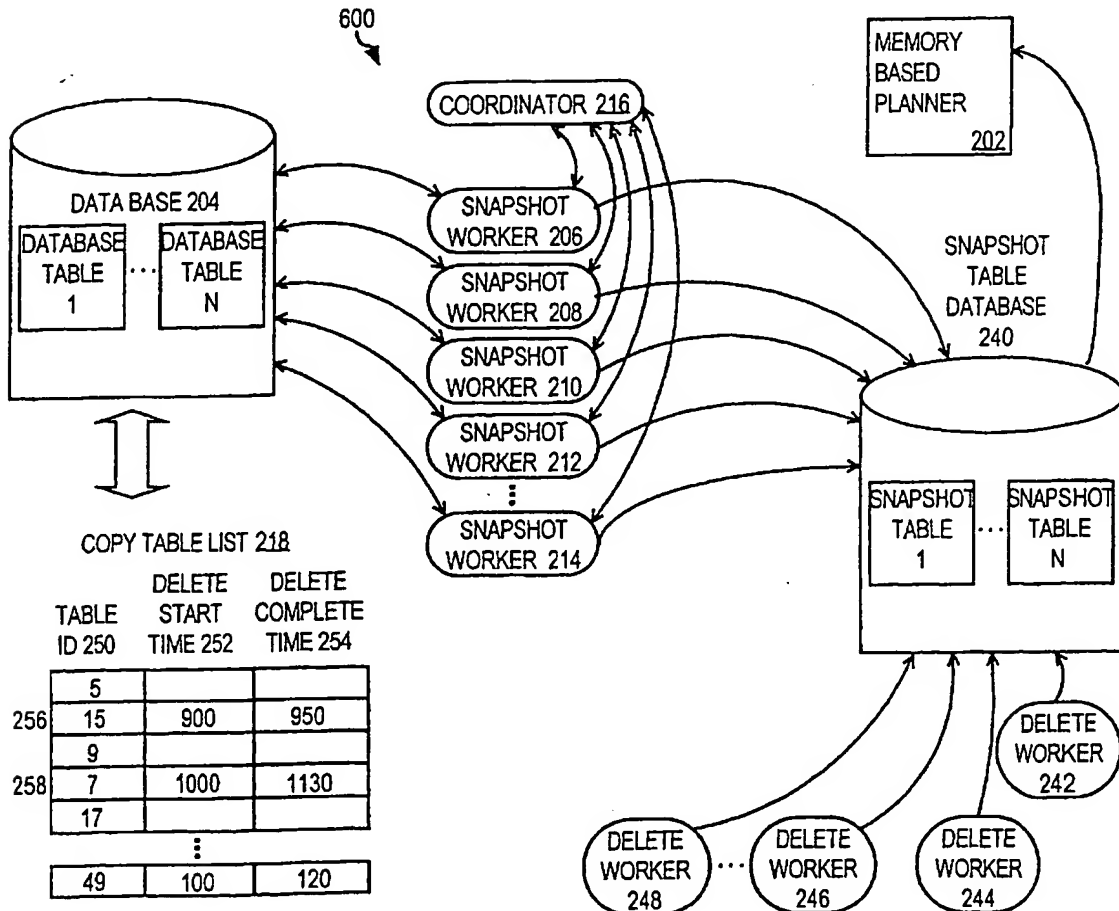 600
MEMORY
BASED
PLANNER
202
COORDINATOR 216
DATA BASE 204
DATABASE
TABLE
1
...
DATABASE
TABLE
N
SNAPSHOT
WORKER 206
SNAPSHOT
WORKER 208
SNAPSHOT
WORKER 210
SNAPSHOT
WORKER 212
SNAPSHOT
WORKER 214
SNAPSHOT
TABLE
DATABASE
240
SNAPSHOT
TABLE
1
...
SNAPSHOT
TABLE
N
COPY TABLE LIST 218
TABLE
ID 250
DELETE
START
TIME 252
DELETE
COMPLETE
TIME 254
5
256 15 900 950
9
258 7 1000 1130
17
49 100 120
DELETE
WORKER
242
DELETE
WORKER
244
DELETE
WORKER
246
...
DELETE
WORKER
248